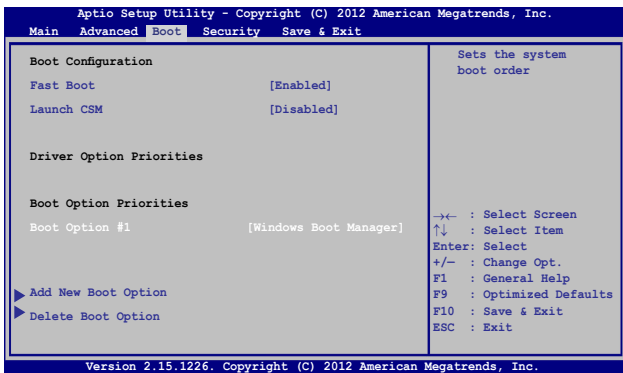 Aptio Setup Utility - Copyright (C) 2012 American Megatrends, Inc.
Main Advanced Boot Security Save & Exit
Boot Configuration
Fast Boot [Enabled]
Launch CSM [Disabled]
Driver Option Priorities
Boot Option Priorities
Boot Option #1 [Windows Boot Manager]
Add New Boot Option
Delete Boot Option
Sets the system
boot order
→← : Select Screen
↑↓ : Select Item
Enter: Select
+/— : Change Opt.
F1 : General Help
F9 : Optimized Defaults
F10 : Save & Exit
ESC : Exit
Version 2.15.1226. Copyright (C) 2012 American Megatrends, Inc.